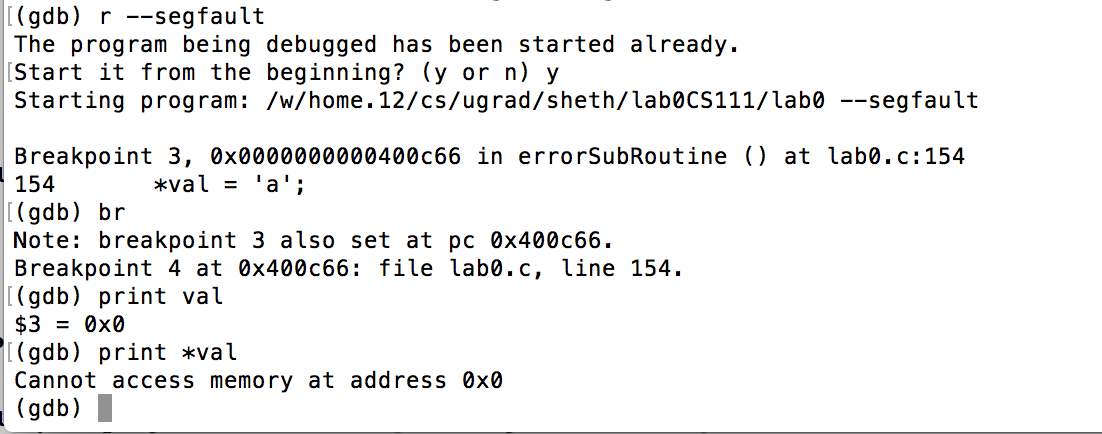 (gdb) r --segfault
The program being debugged has been started already.
Start it from the beginning? (y or n) y
Starting program: /w/home.12/cs/ugrad/sheth/lab0CS111/lab0 --segfault
Breakpoint 3, 0x0000000000400c66 in errorSubRoutine () at lab0.c:154
154       *val = 'a';
(gdb) br
Note: breakpoint 3 also set at pc 0x400c66.
Breakpoint 4 at 0x400c66: file lab0.c, line 154.
(gdb) print val
$3 = 0x0
(gdb) print *val
Cannot access memory at address 0x0
(gdb)